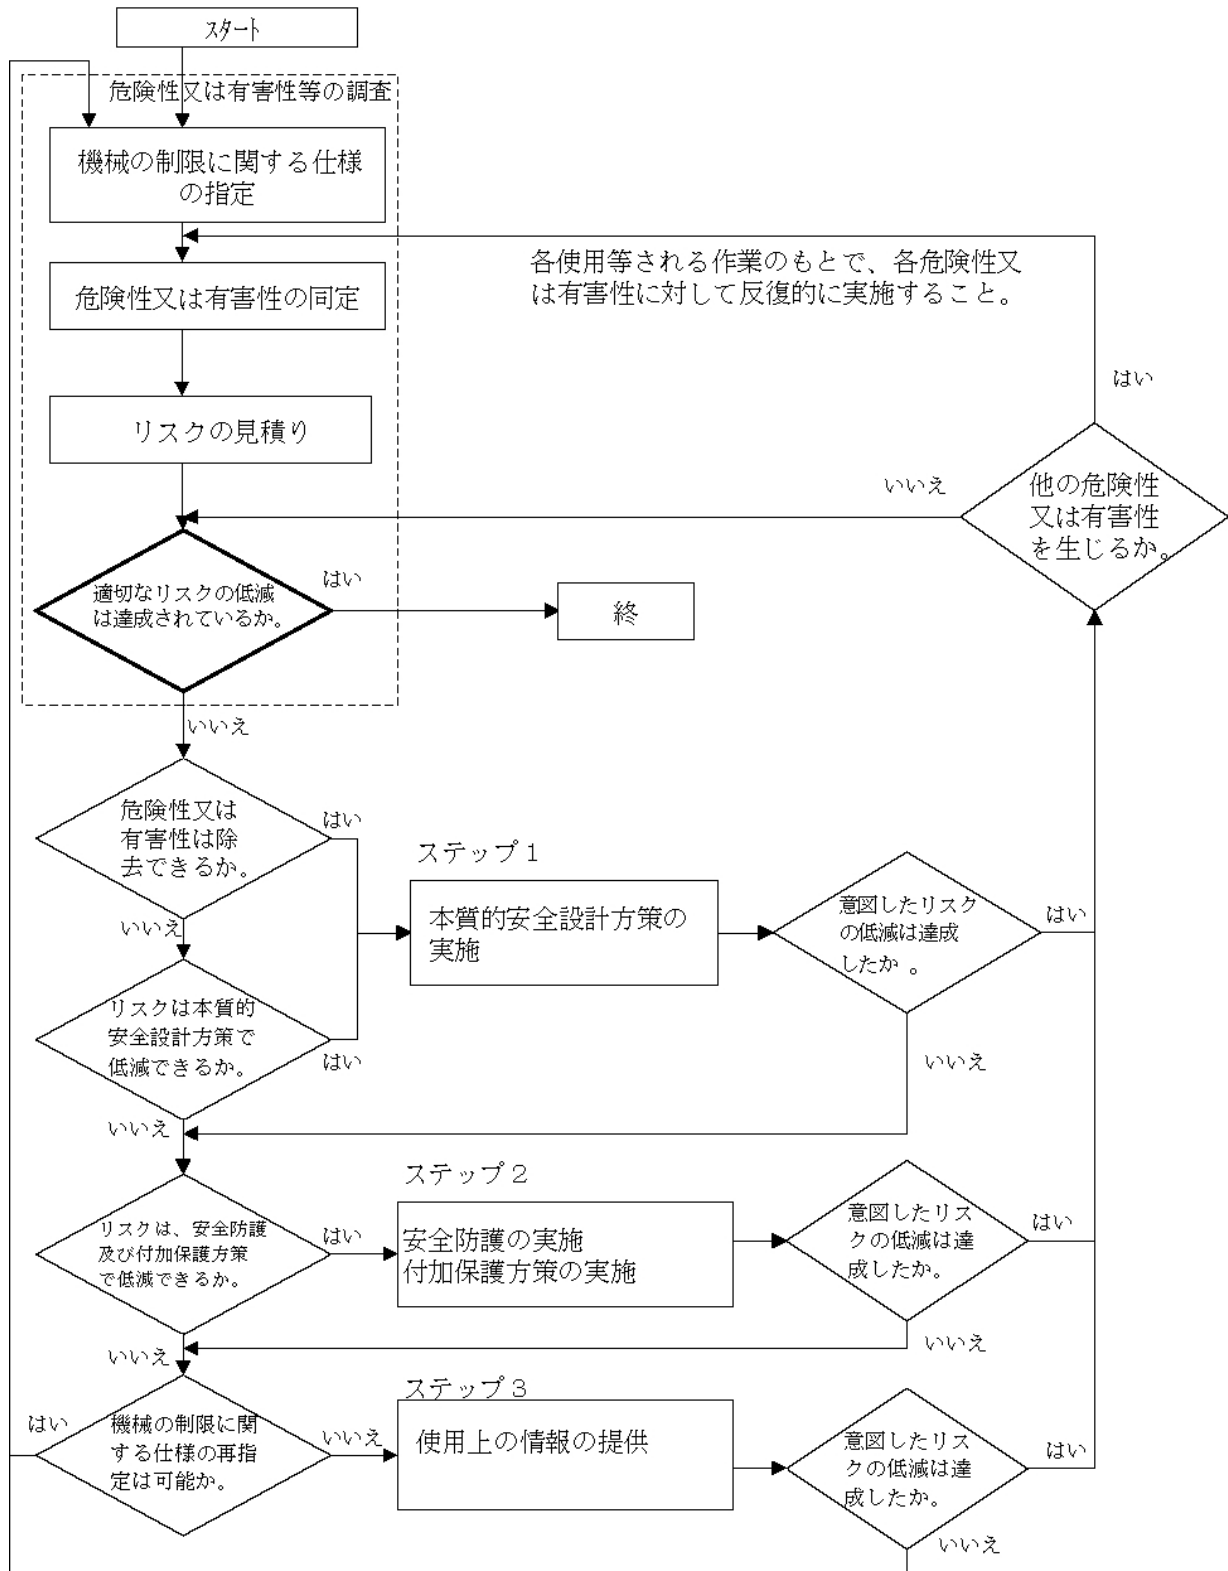 スタート
危険性又は有害性等の調査
機械の制限に関する仕様
の指定
各使用等される作業のもとで、各危険性又
は有害性に対して反復的に実施すること。
危険性又は有害性の同定
はい
リスクの見積り
いいえ
他の危険性
又は有害性
を生じるか。
適切なリスクの低減
は達成されているか。
はい
終
いいえ
危険性又は
有害性は除
去できるか。
はい
ステップ1
本質的安全設計方策の
実施
意図したリスク
の低減は達成
したか 。
はい
いいえ
リスクは本質的
安全設計方策で
低減できるか。
はい
いいえ
いいえ
ステップ2
リスクは、安全防護
及び付加保護方策
で低減できるか。
はい
安全防護の実施
付加保護方策の実施
意図したリス
クの低減は達
成したか。
はい
いいえ
いいえ
ステップ3
はい
機械の制限に関
する仕様の再指
定は可能か。
いいえ
使用上の情報の提供
意図したリス
クの低減は達
成したか。
はい
いいえ